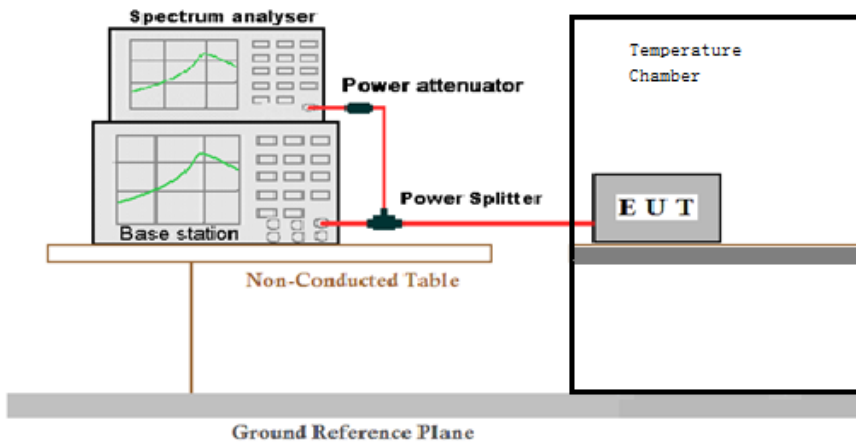 Spectrum analyser
Temperature
Chamber
Power attenuator
Power Splitter
E U T
Base station
Non-Conducted Table
Ground Reference Plane